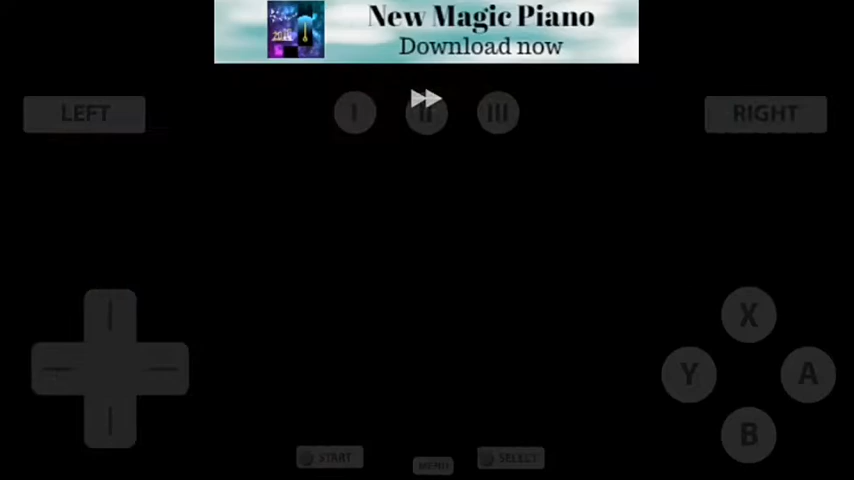 New Magic Piano
Download now
LEFT
I
II
III
RIGHT
X
Y
A
B
START
MENU
SELECT